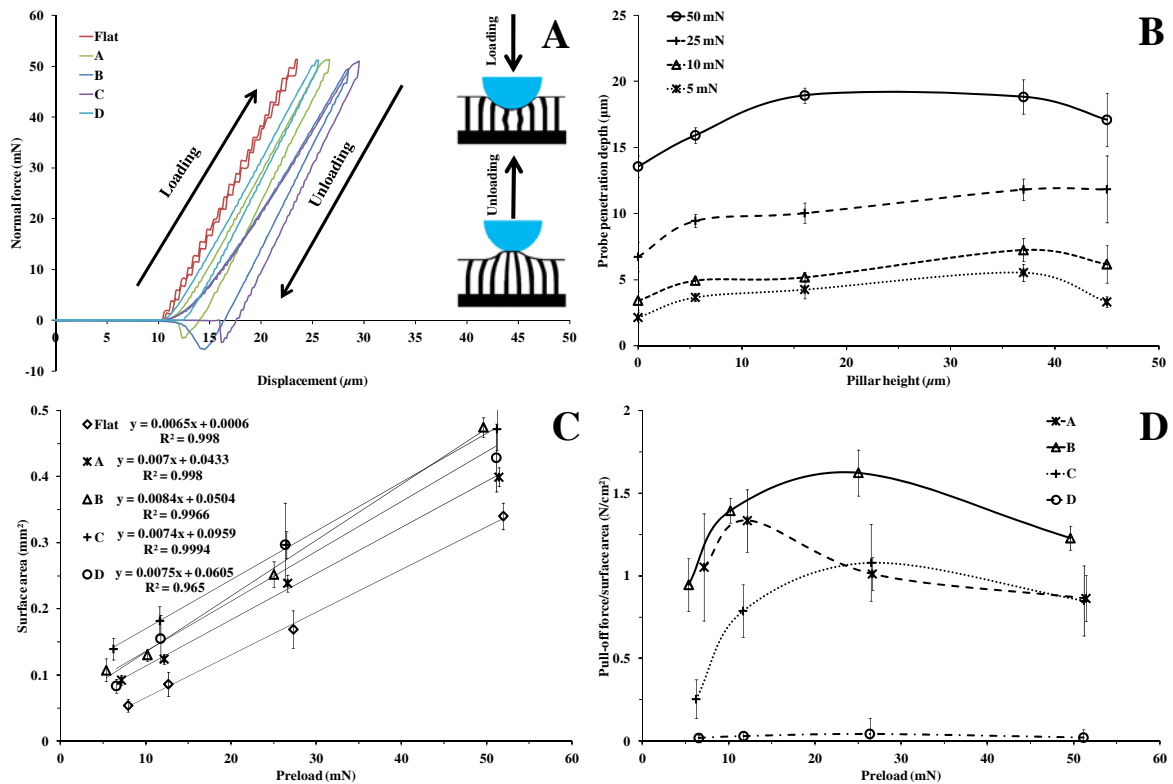 A
Normal force (mN)
60
50
40
30
20
10
0
-10
Flat
A
B
C
D
Loading
Unloading
Loading
Unloading
0 5 10 15 20 25 30 35 40 45 50
Displacement (μm)
B
Probe penetration depth (μm)
25
20
15
10
5
0
50 mN
25 mN
10 mN
5 mN
0 10 20 30 40 50
Pillar height (μm)
C
Surface area (mm²)
0.5
0.4
0.3
0.2
0.1
0
Flat y = 0.0065x + 0.0006
R² = 0.998
A y = 0.007x + 0.0433
R² = 0.998
B y = 0.0084x + 0.0504
R² = 0.9966
C y = 0.0074x + 0.0959
R² = 0.9994
D y = 0.0075x + 0.0605
R² = 0.965
0 10 20 30 40 50 60
Preload (mN)
D
Pull-off force/surface area (N/cm²)
2
1.5
1
0.5
0
A
B
C
D
0 10 20 30 40 50 60
Preload (mN)